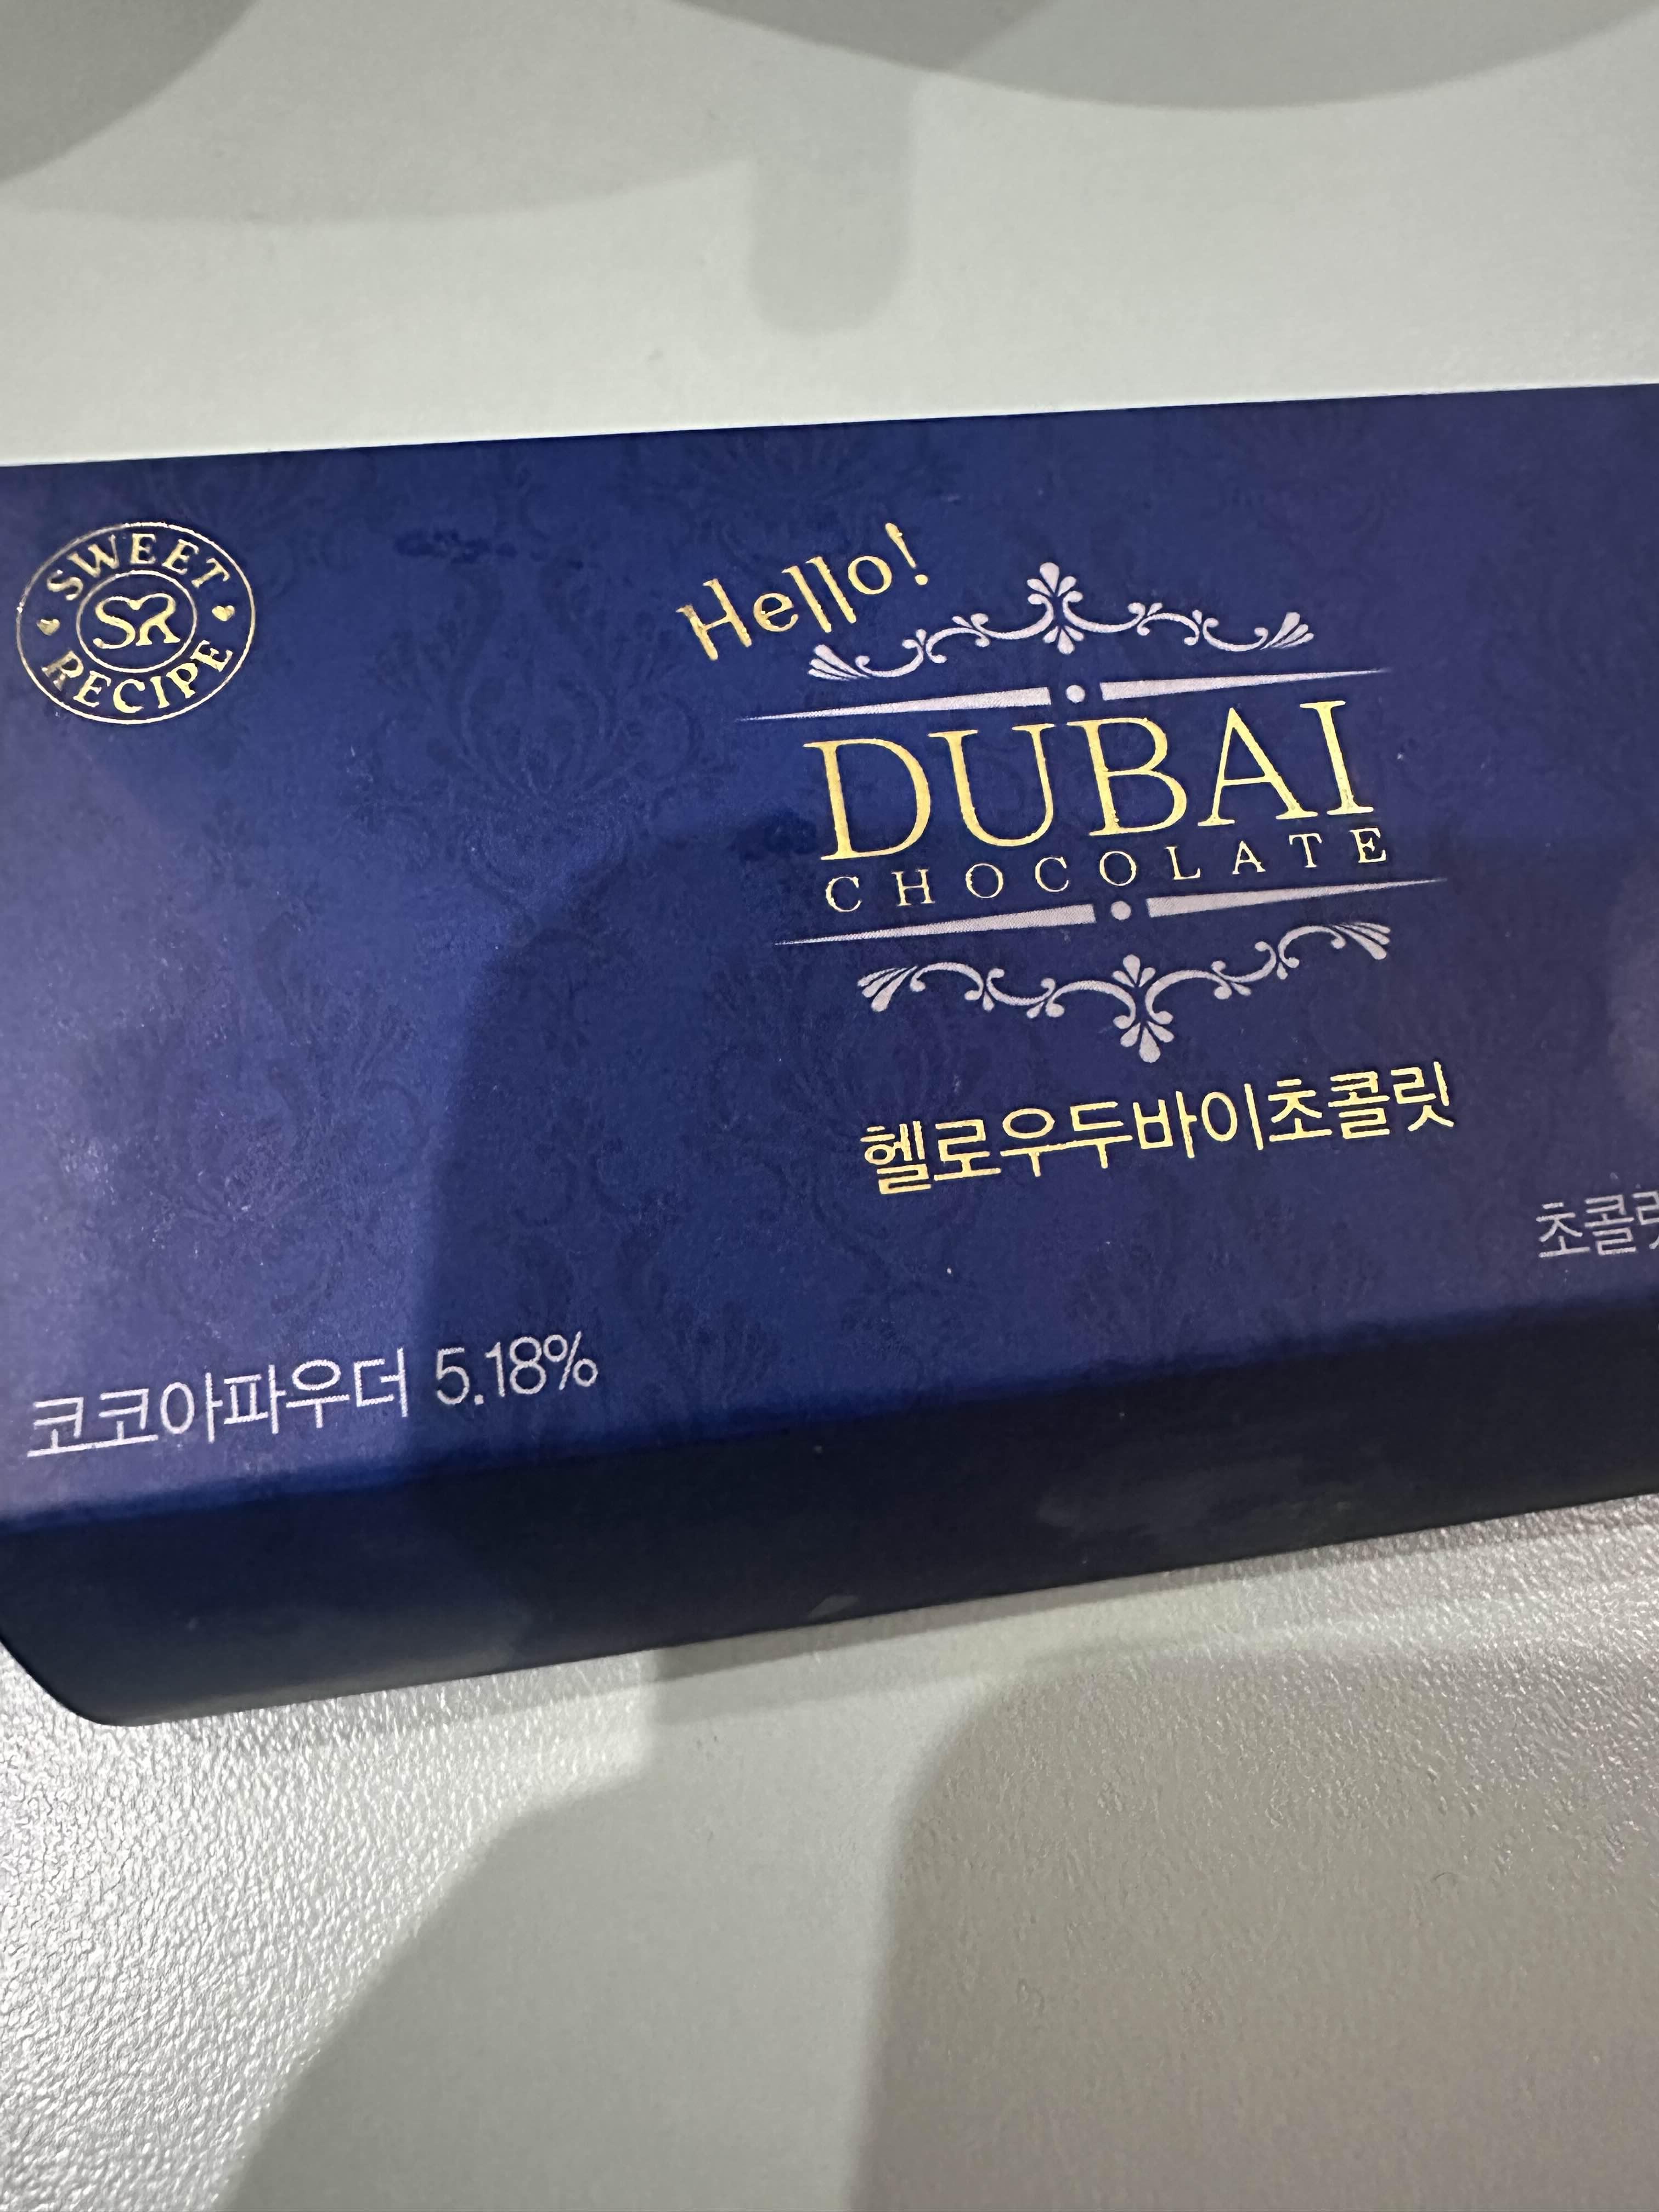 SWEET
SR
RECIPE
Hello!
DUBAI
CHOCOLATE
헬로우두바이초콜릿
코코아파우더 5.18%